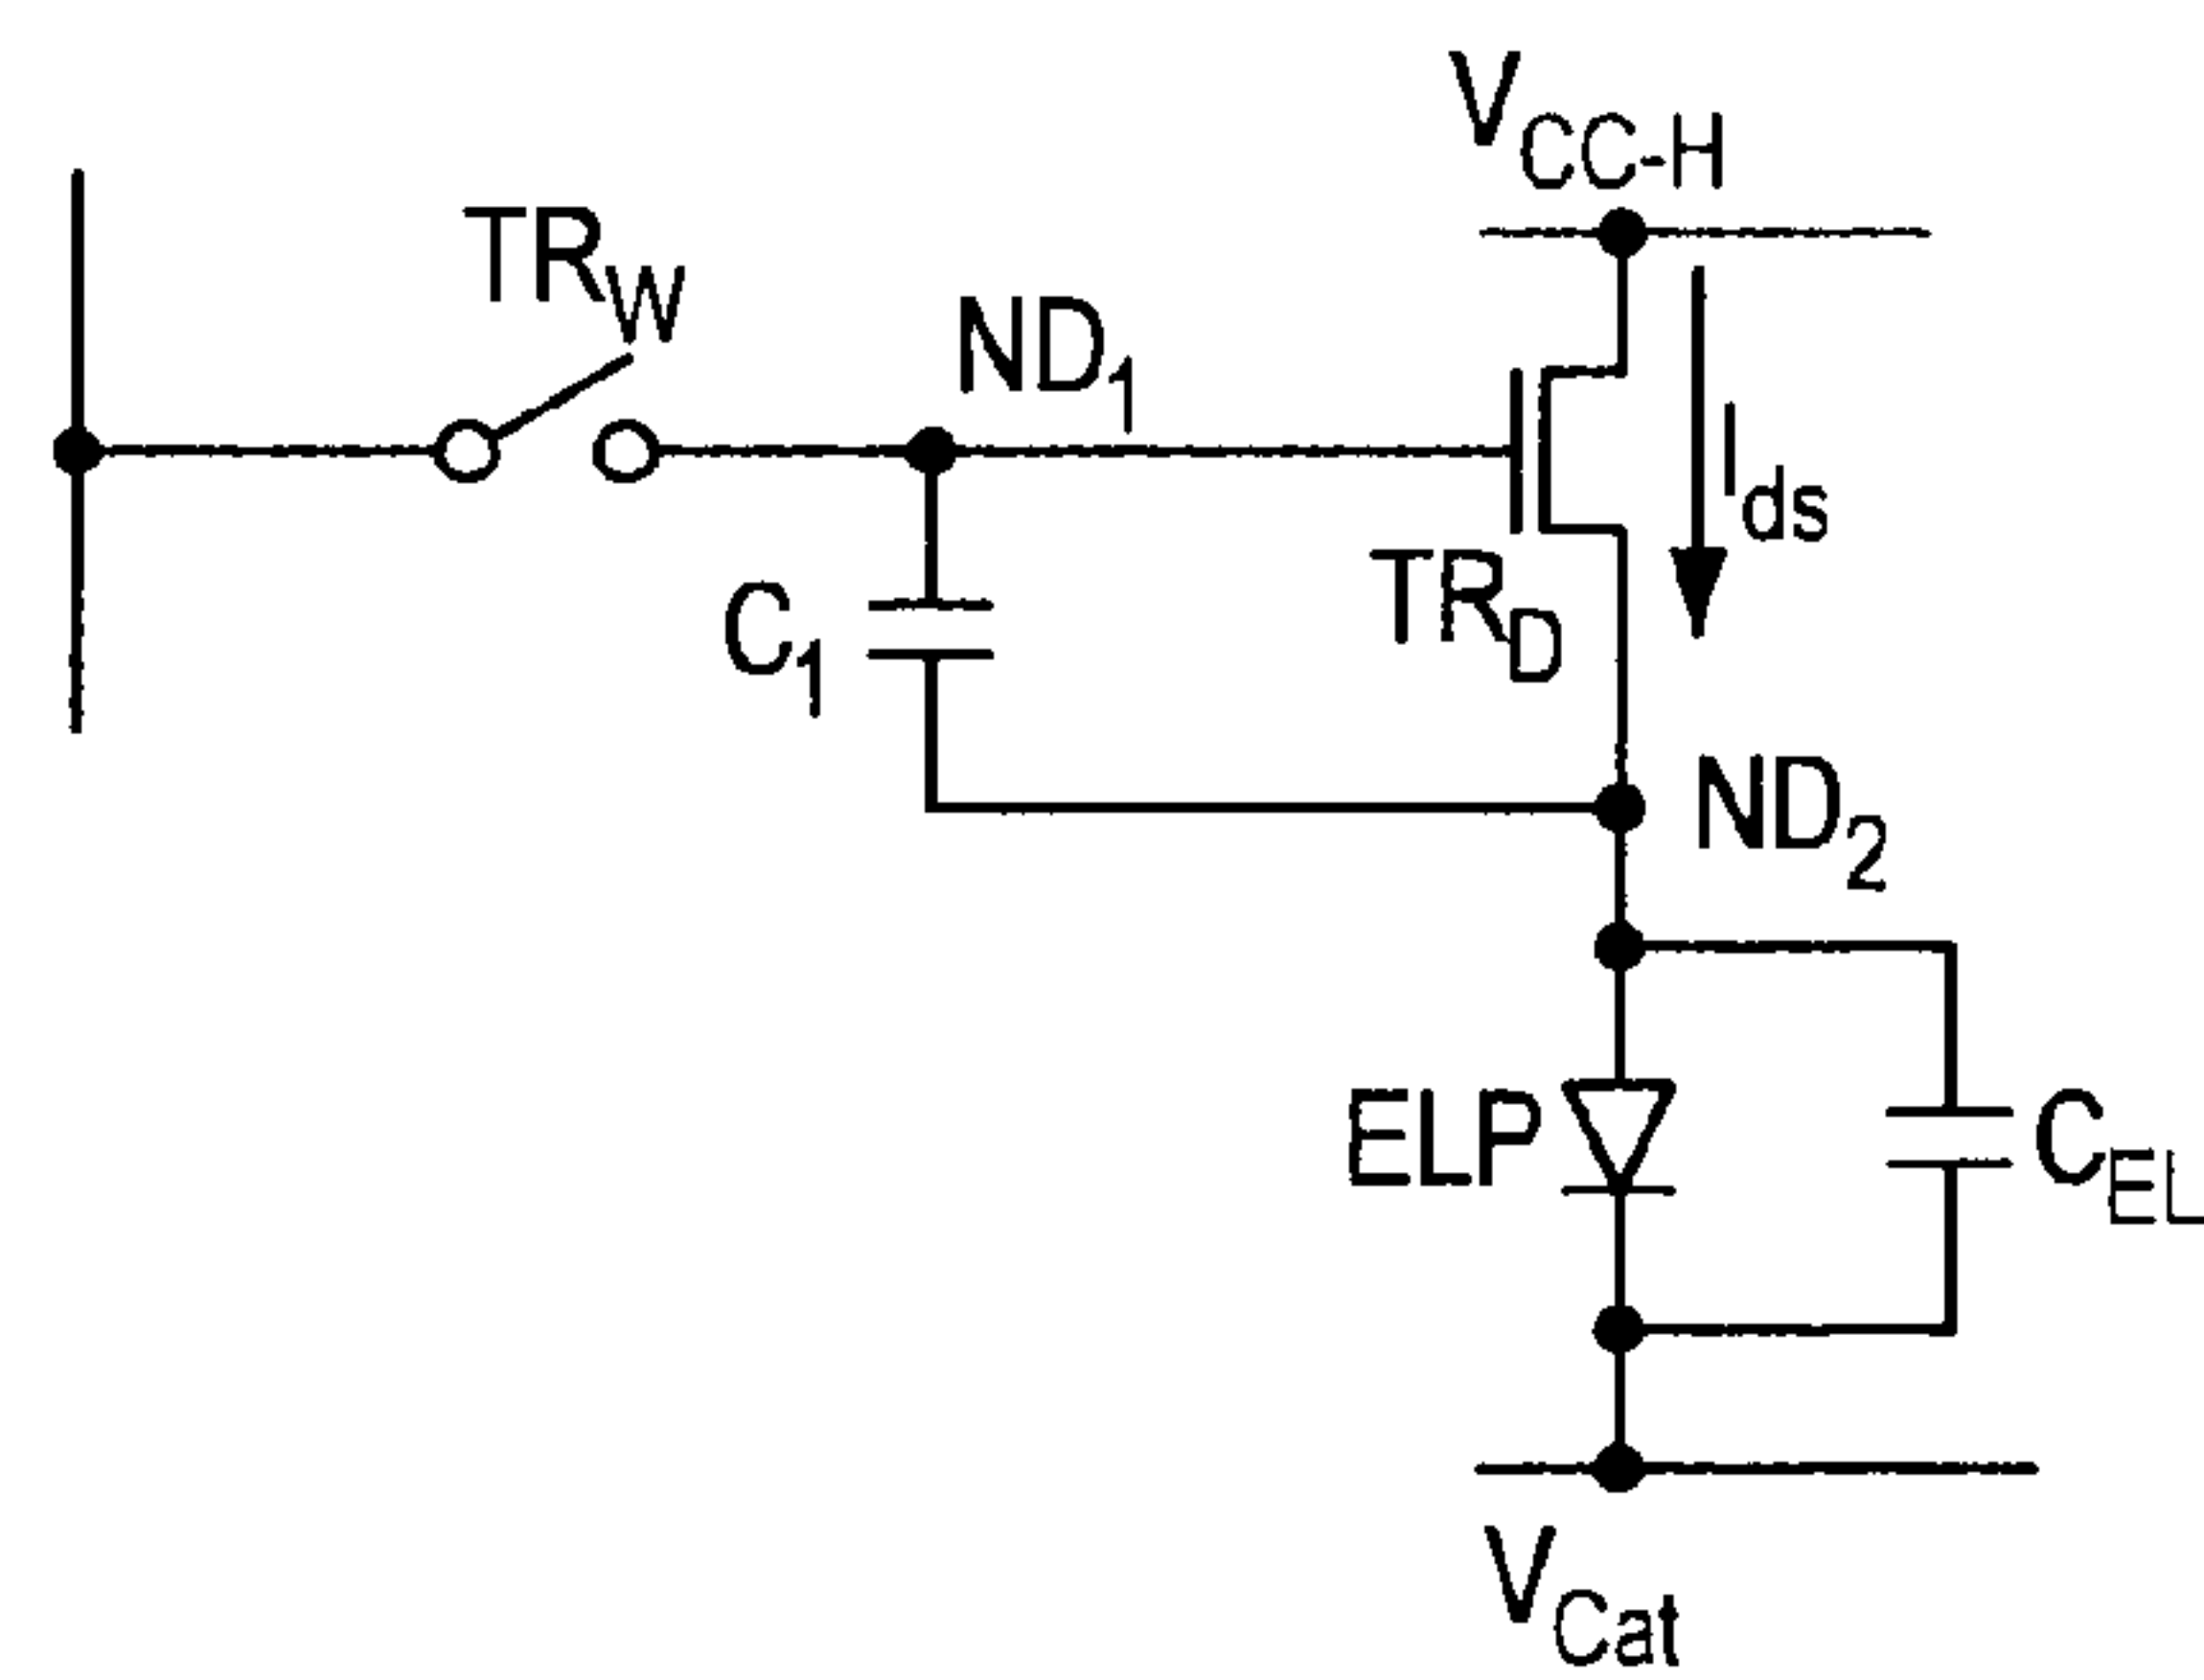 V_CC-H
TR_W
ND_1
I_ds
C_1
TR_D
ND_2
ELP
C_EL
V_Cat